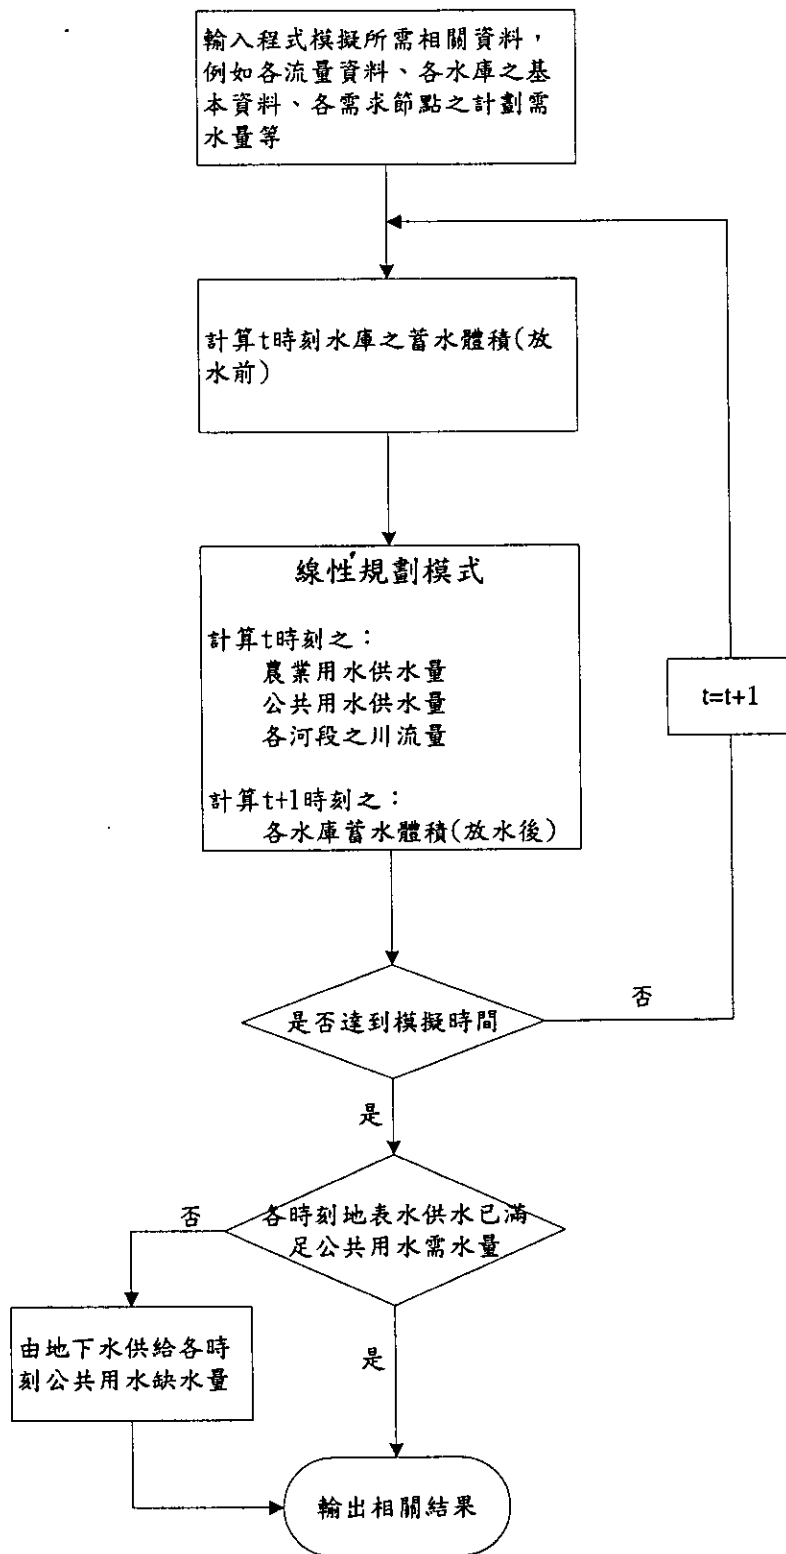 輸入程式模擬所需相關資料，
例如各流量資料、各水庫之基
本資料、各需求節點之計劃需
水量等
計算t時刻水庫之蓄水體積(放
水前)
線性規劃模式
計算t時刻之：
農業用水供水量
公共用水供水量
各河段之川流量
計算t+1時刻之：
各水庫蓄水體積(放水後)
t=t+1
是否達到模擬時間
否
是
各時刻地表水供水已滿
足公共用水需水量
否
由地下水供給各時
刻公共用水缺水量
是
輸出相關結果